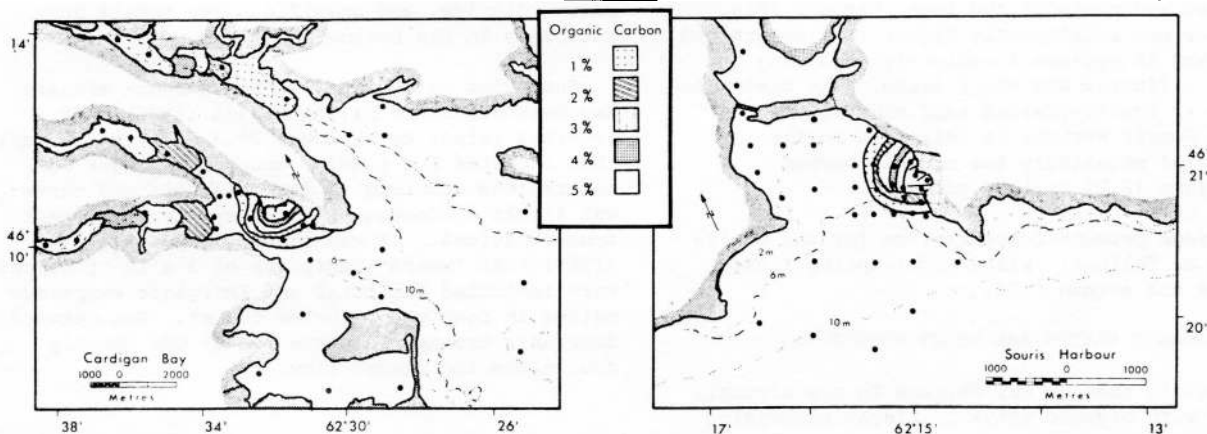 14'
46
10'
Cardigan Bay
1000 0 2000
Metres
38' 34' 62°30' 26'
6
10m
Organic Carbon
1%
2%
3%
4%
5%
2m
6m
10m
46
21'
20'
Souris Harbour
1000 0 1000
Metres
17' 62°15' 13'